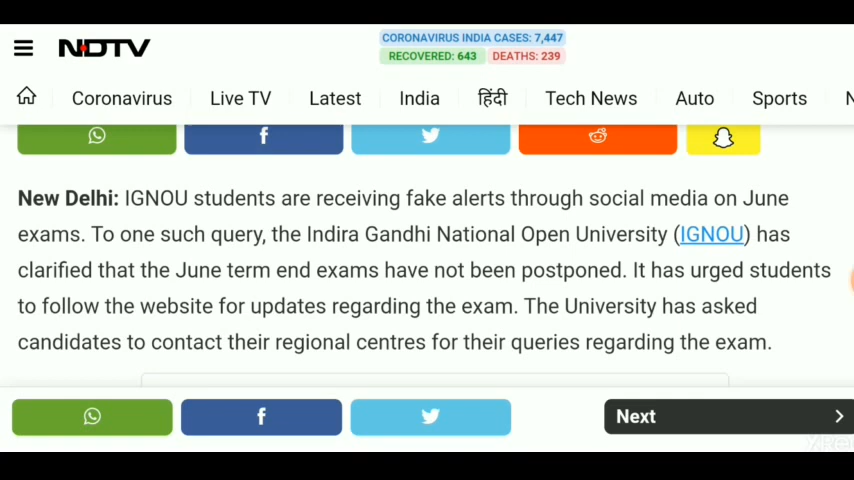 NDTV
CORONAVIRUS INDIA CASES: 7,447
RECOVERED: 643 DEATHS: 239
Coronavirus Live TV Latest India हिंदी Tech News Auto Sports N
New Delhi: IGNOU students are receiving fake alerts through social media on June
exams. To one such query, the Indira Gandhi National Open University (IGNOU) has
clarified that the June term end exams have not been postponed. It has urged students
to follow the website for updates regarding the exam. The University has asked
candidates to contact their regional centres for their queries regarding the exam.
Next